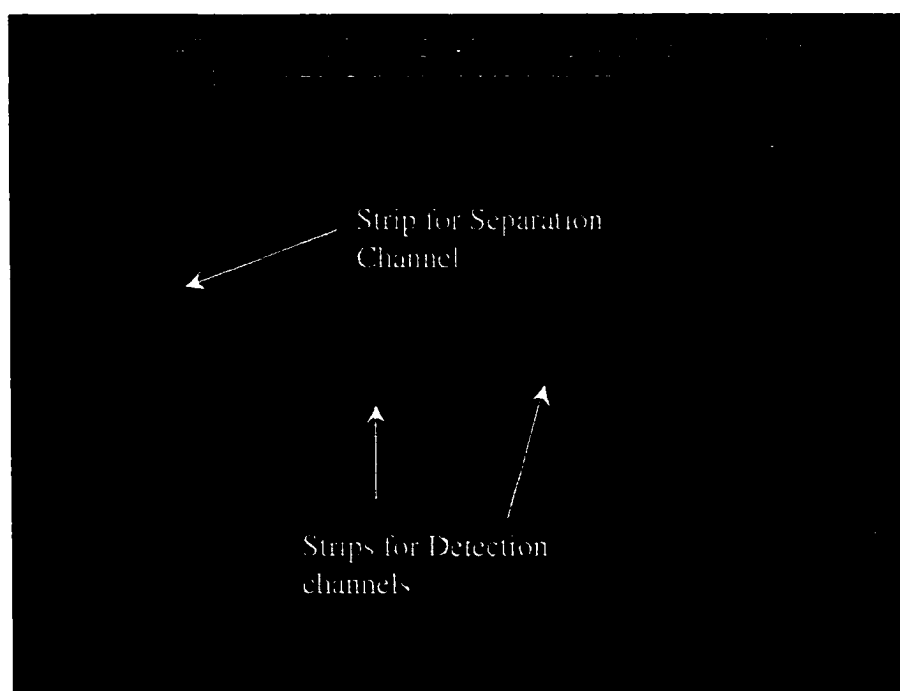 Strip for Separation
Channel
Strips for Detection
channels